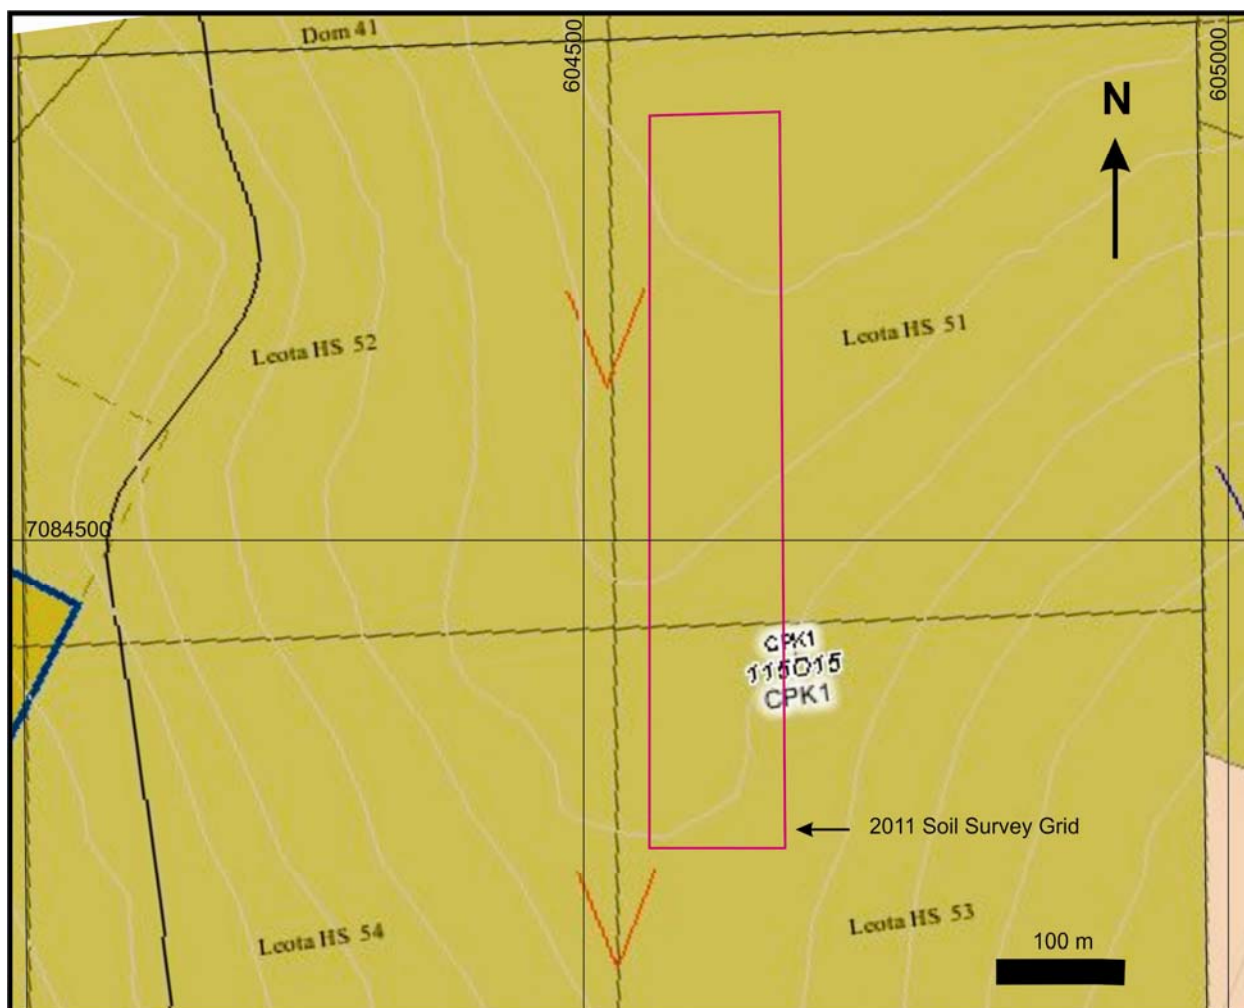 Dom 41
604500
605000
N
Leota HS 52
Leota HS 51
7084500
CPK1
115O15
CPK1
2011 Soil Survey Grid
Leota HS 54
Leota HS 53
100 m